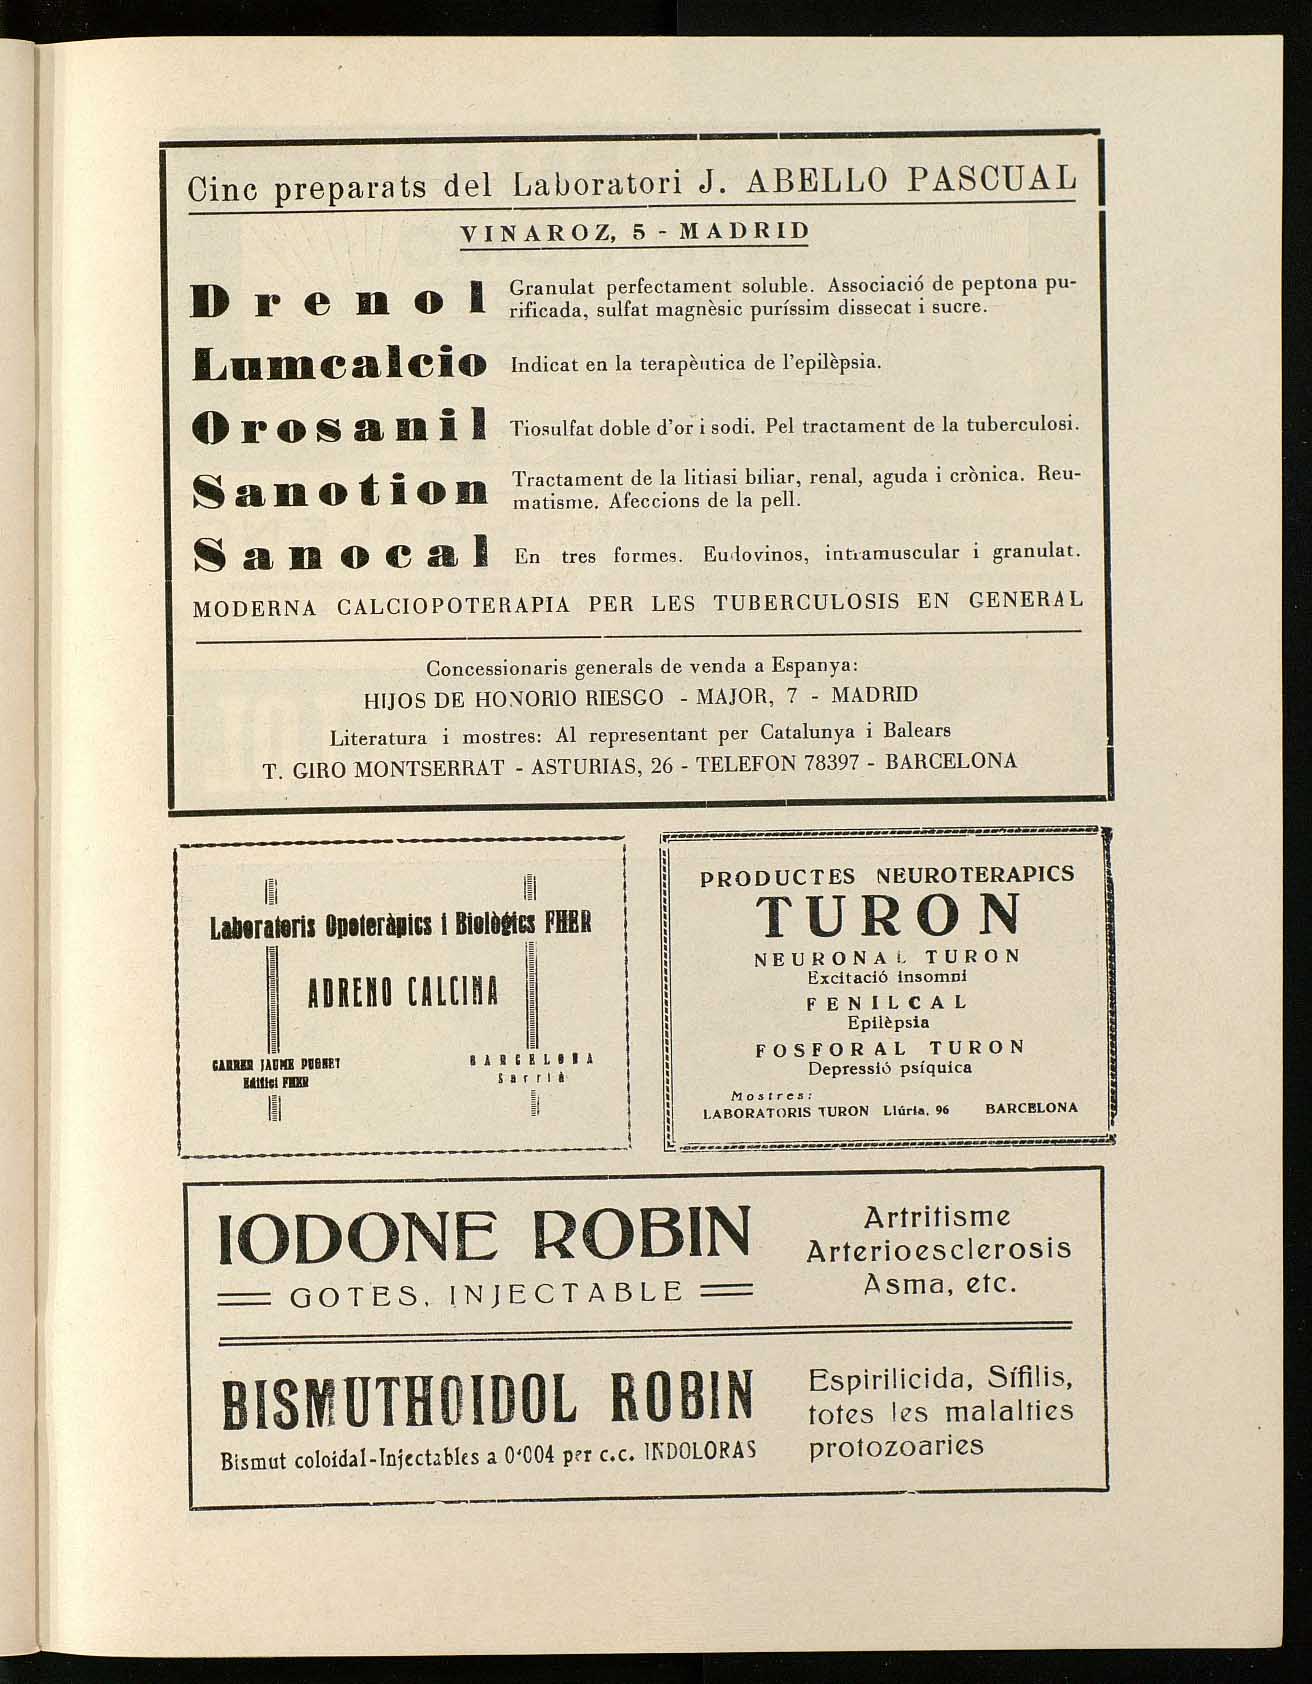 Cinc preparats del Laboratori J. ABELLO PASCUAL
VINAROZ, 5 - MADRID
Drenol
Granulat perfectament soluble. Associació de peptona pu-
rificada, sulfat magnèsic puríssim dissecat i sucre.
Lumcalcio
Indicat en la terapèutica de l'epilèpsia.
Orosanil
Tiosulfat doble d'or i sodi. Pel tractament de la tuberculosi.
Sanotion
Tractament de la litiasi biliar, renal, aguda i crònica. Reu-
matisme. Afeccions de la pell.
Sanocal
En tres formes. Eudovinos, intramuscular i granulat.
MODERNA CALCIOPOTERAPIA PER LES TUBERCULOSIS EN GENERAL
Concessionaris generals de venda a Espanya:
HIJOS DE HONORIO RIESGO - MAJOR, 7 - MADRID
Literatura i mostres: Al representant per Catalunya i Balears
T. GIRO MONTSERRAT - ASTURIAS, 26 - TELEFON 78397 - BARCELONA
Laboratoris Opoteràpics i Biològics FHER
ADRENO CALCINA
CARRER JAUME PUGUET
Edifici FHER
BARCELONA
Sarrià
PRODUCTES NEUROTERAPICS
TURON
NEURONAL TURON
Excitació insomni
FENILCAL
Epilèpsia
FOSFORAL TURON
Depressió psíquica
Mostres:
LABORATORIS TURON Llúria, 96 BARCELONA
IODONE ROBIN
GOTES, INJECTABLE
Artritisme
Arterioesclerosis
Asma, etc.
BISMUTHOIDOL ROBIN
Bismut coloidal-Injectables a 0'004 per c.c. INDOLORAS
Espirilicida, Sífilis,
totes les malalties
protozoaries